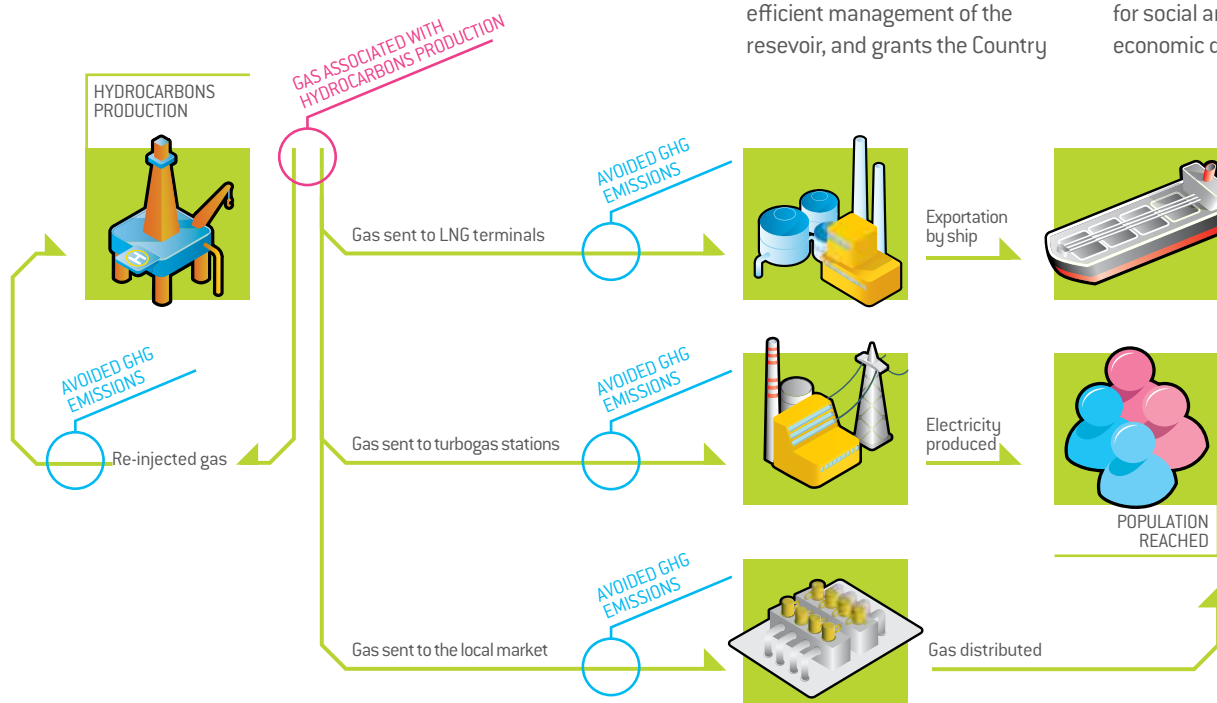 efficient management of the
resevoir, and grants the Country
for social
economic
GAS ASSOCIATED WITH
HYDROCARBONS PRODUCTION
HYDROCARBONS
PRODUCTION
AVOIDED GHG
EMISSIONS
Gas sent to LNG terminals
Exportation
by ship
AVOIDED GHG
EMISSIONS
Re-injected gas
AVOIDED GHG
EMISSIONS
Gas sent to turbogas stations
Electricity
produced
POPULATION
REACHED
AVOIDED GHG
EMISSIONS
Gas sent to the local market
Gas distributed